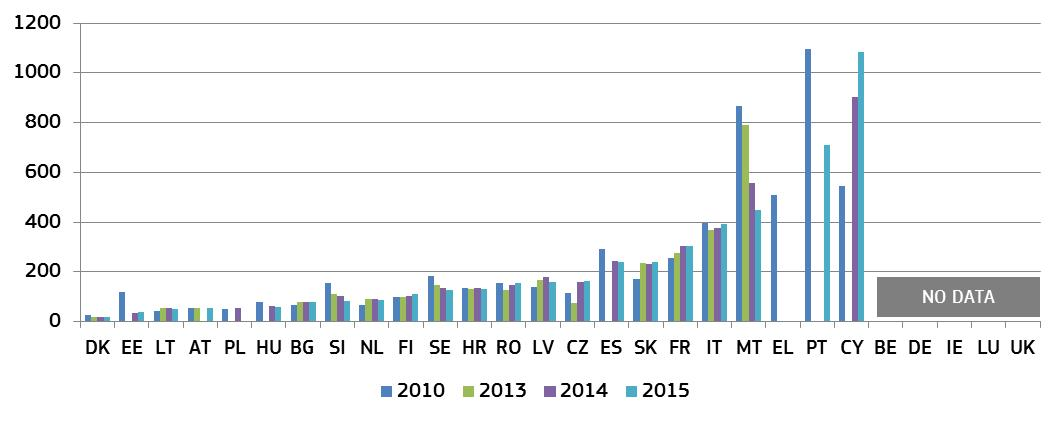 1200
1000
800
600
400
200
0
NO DATA
DK EE LT AT PL HU BG SI NL FI SE HR RO LV CZ ES SK FR IT MT EL PT CY BE DE IE LU UK
2010 2013 2014 2015